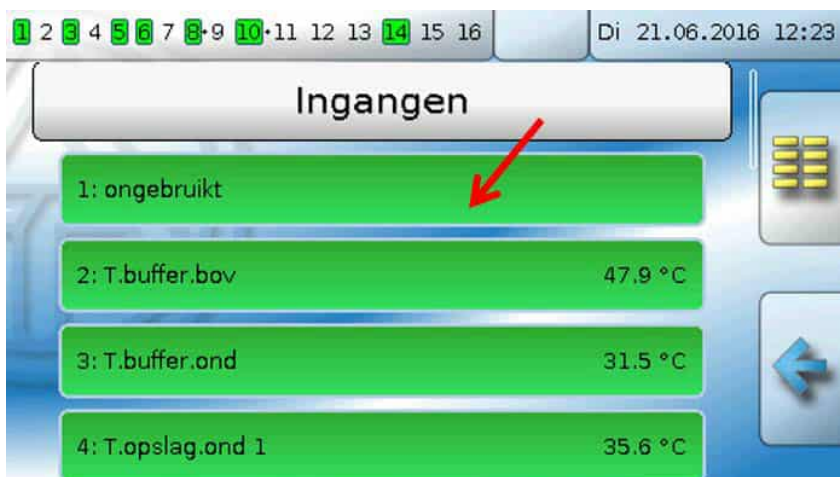 1 2 3 4 5 6 7 8·9 10·11 12 13 14 15 16 Di 21.06.2016 12:23
Ingangen
1: ongebruikt
2: T.buffer.bov 47.9 °C
3: T.buffer.ond 31.5 °C
4: T.opslag.ond 1 35.6 °C